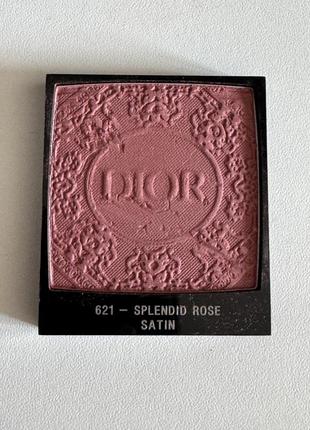 DIOR
621 – SPLENDID ROSE
SATIN